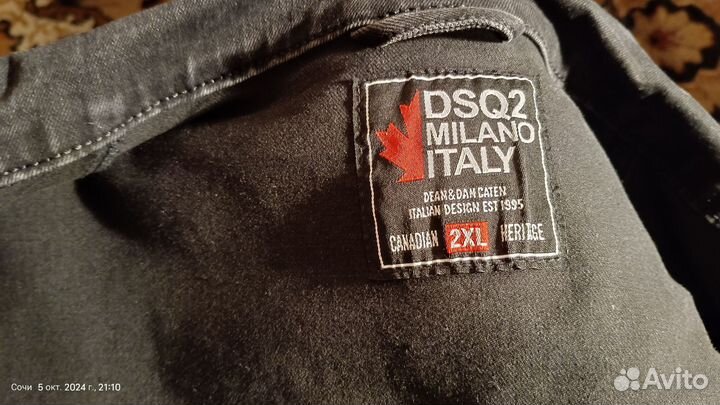 DSQ2
MILANO
ITALY
DEAN&DAN CATEN
ITALIAN DESIGN EST 1995
CANADIAN 2XL HERITGE
Сочи 5 окт. 2024 г., 21:10
Avito